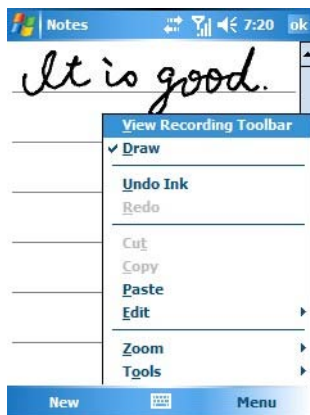 Notes 7:20 ok
It is good.
View Recording Toolbar
Draw
Undo Ink
Redo
Cut
Copy
Paste
Edit
Zoom
Tools
New Menu